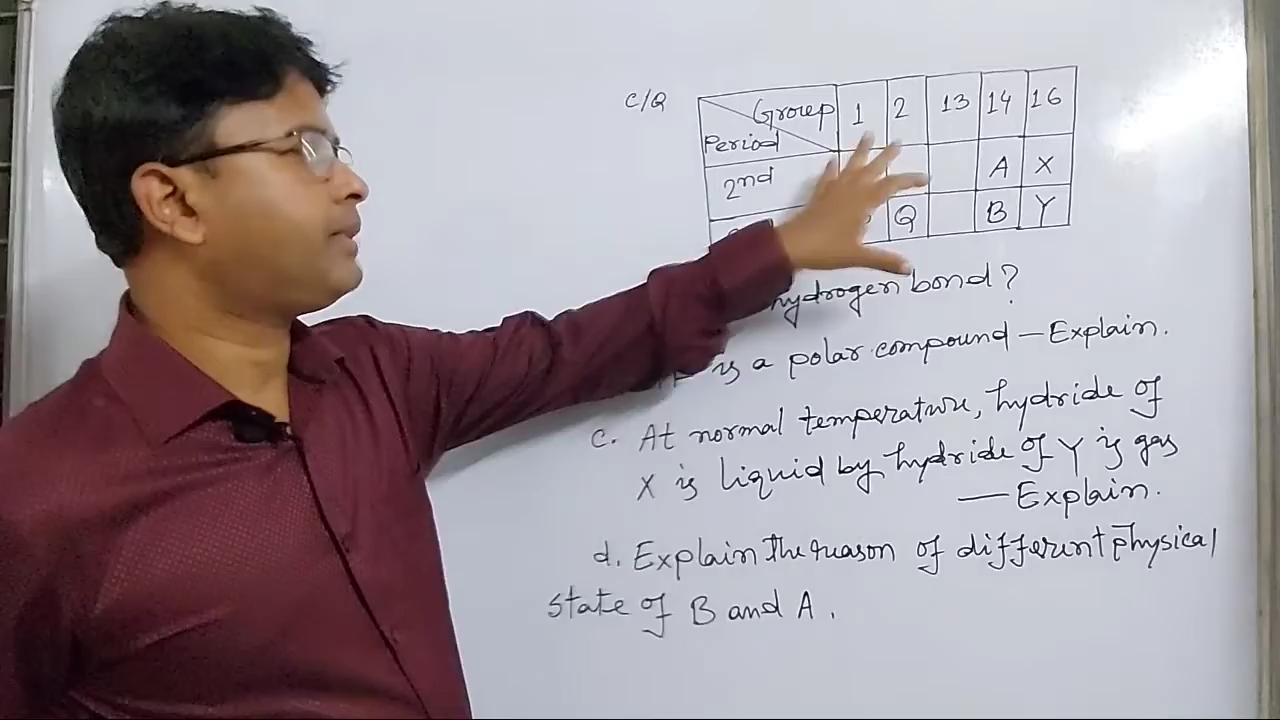 C/Q
Group 1 2 13 14 16
Period
2nd A X
Q B Y
hydrogen bond?
is a polar compound - Explain.
c. At normal temperature, hydride of
X is liquid by hydride of Y is gas
— Explain.
d. Explain the reason of different physical
state of B and A.